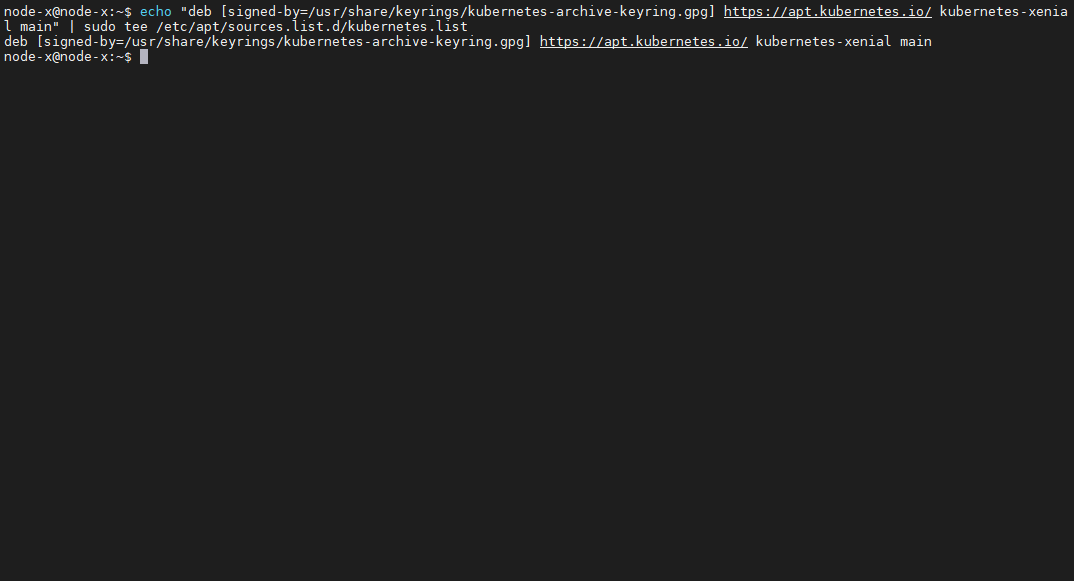 node-x@node-x:~$ echo "deb [signed-by=/usr/share/keyrings/kubernetes-archive-keyring.gpg] https://apt.kubernetes.io/ kubernetes-xenia
l main" | sudo tee /etc/apt/sources.list.d/kubernetes.list
deb [signed-by=/usr/share/keyrings/kubernetes-archive-keyring.gpg] https://apt.kubernetes.io/ kubernetes-xenial main
node-x@node-x:~$